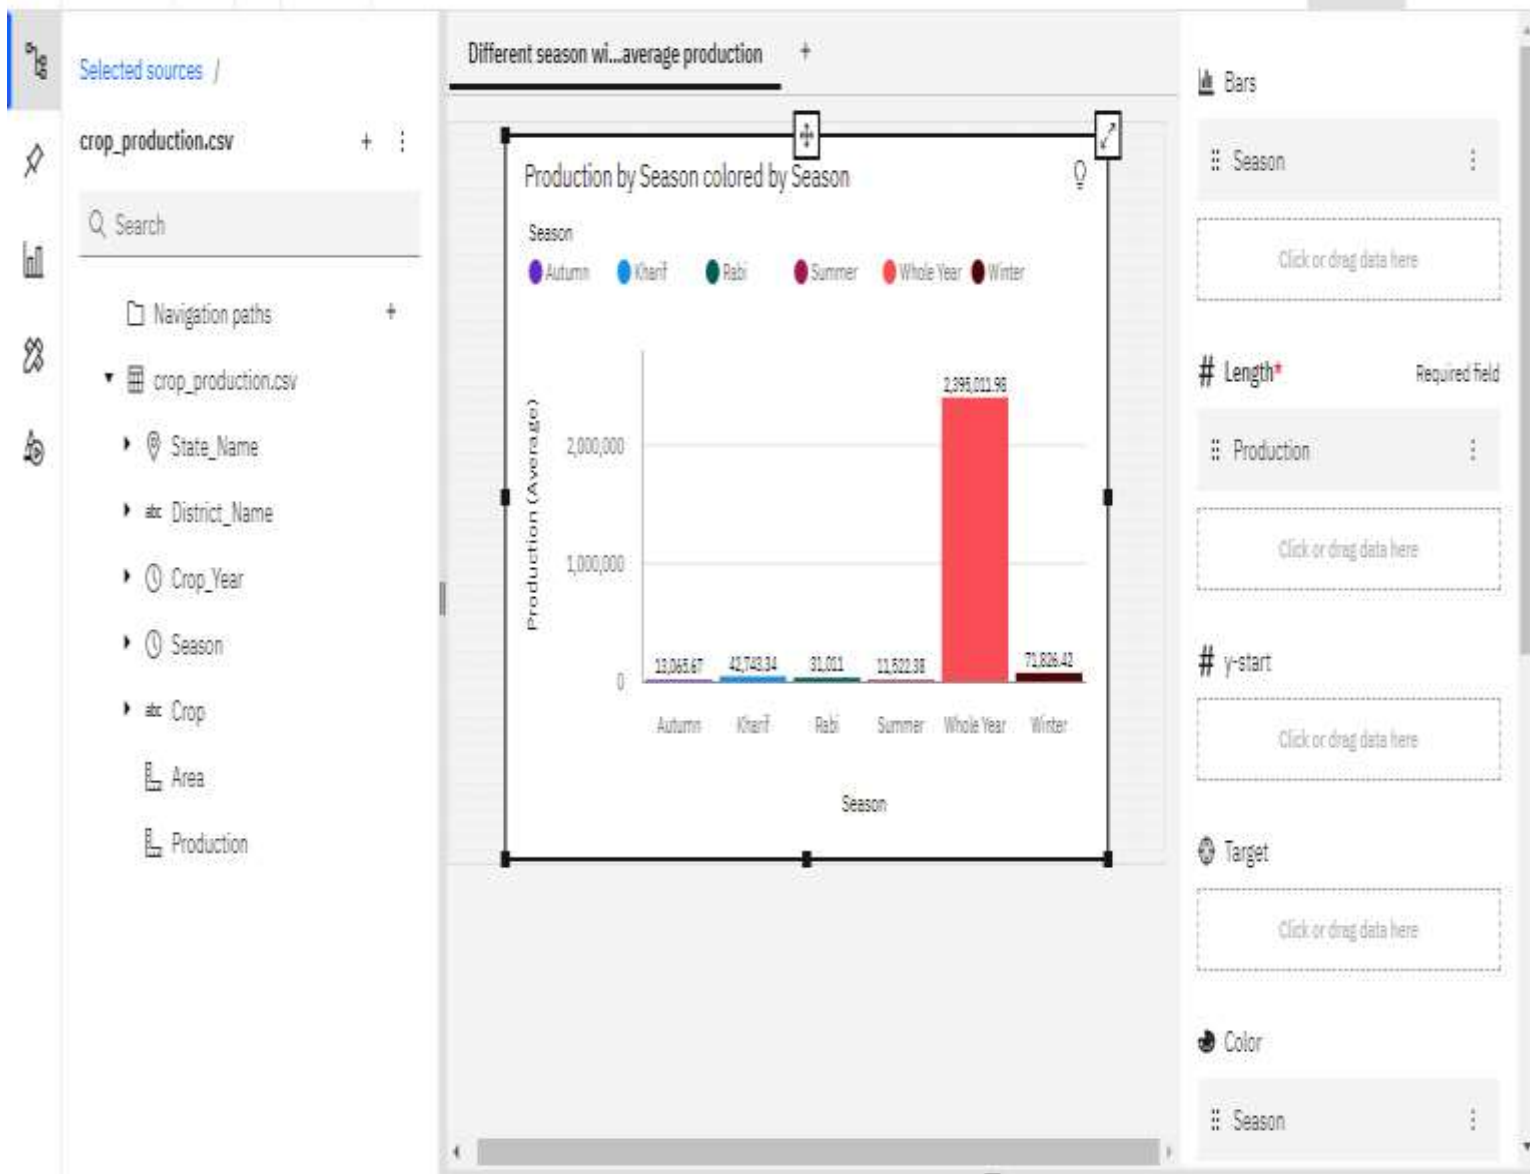 Selected sources /
crop_production.csv
Search
Navigation paths
crop_production.csv
State_Name
abc District_Name
Crop_Year
Season
abc Crop
Area
Production
Different season wi...average production
Production by Season colored by Season
Season
Autumn Kharif Rabi Summer Whole Year Winter
Production (Average)
2,000,000
1,000,000
0
13,065.67 42,743.34 31,011 11,522.38 2,395,011.98 71,826.42
Autumn Kharif Rabi Summer Whole Year Winter
Season
Bars
Season
Click or drag data here
# Length* Required field
Production
Click or drag data here
# y-start
Click or drag data here
Target
Click or drag data here
Color
Season